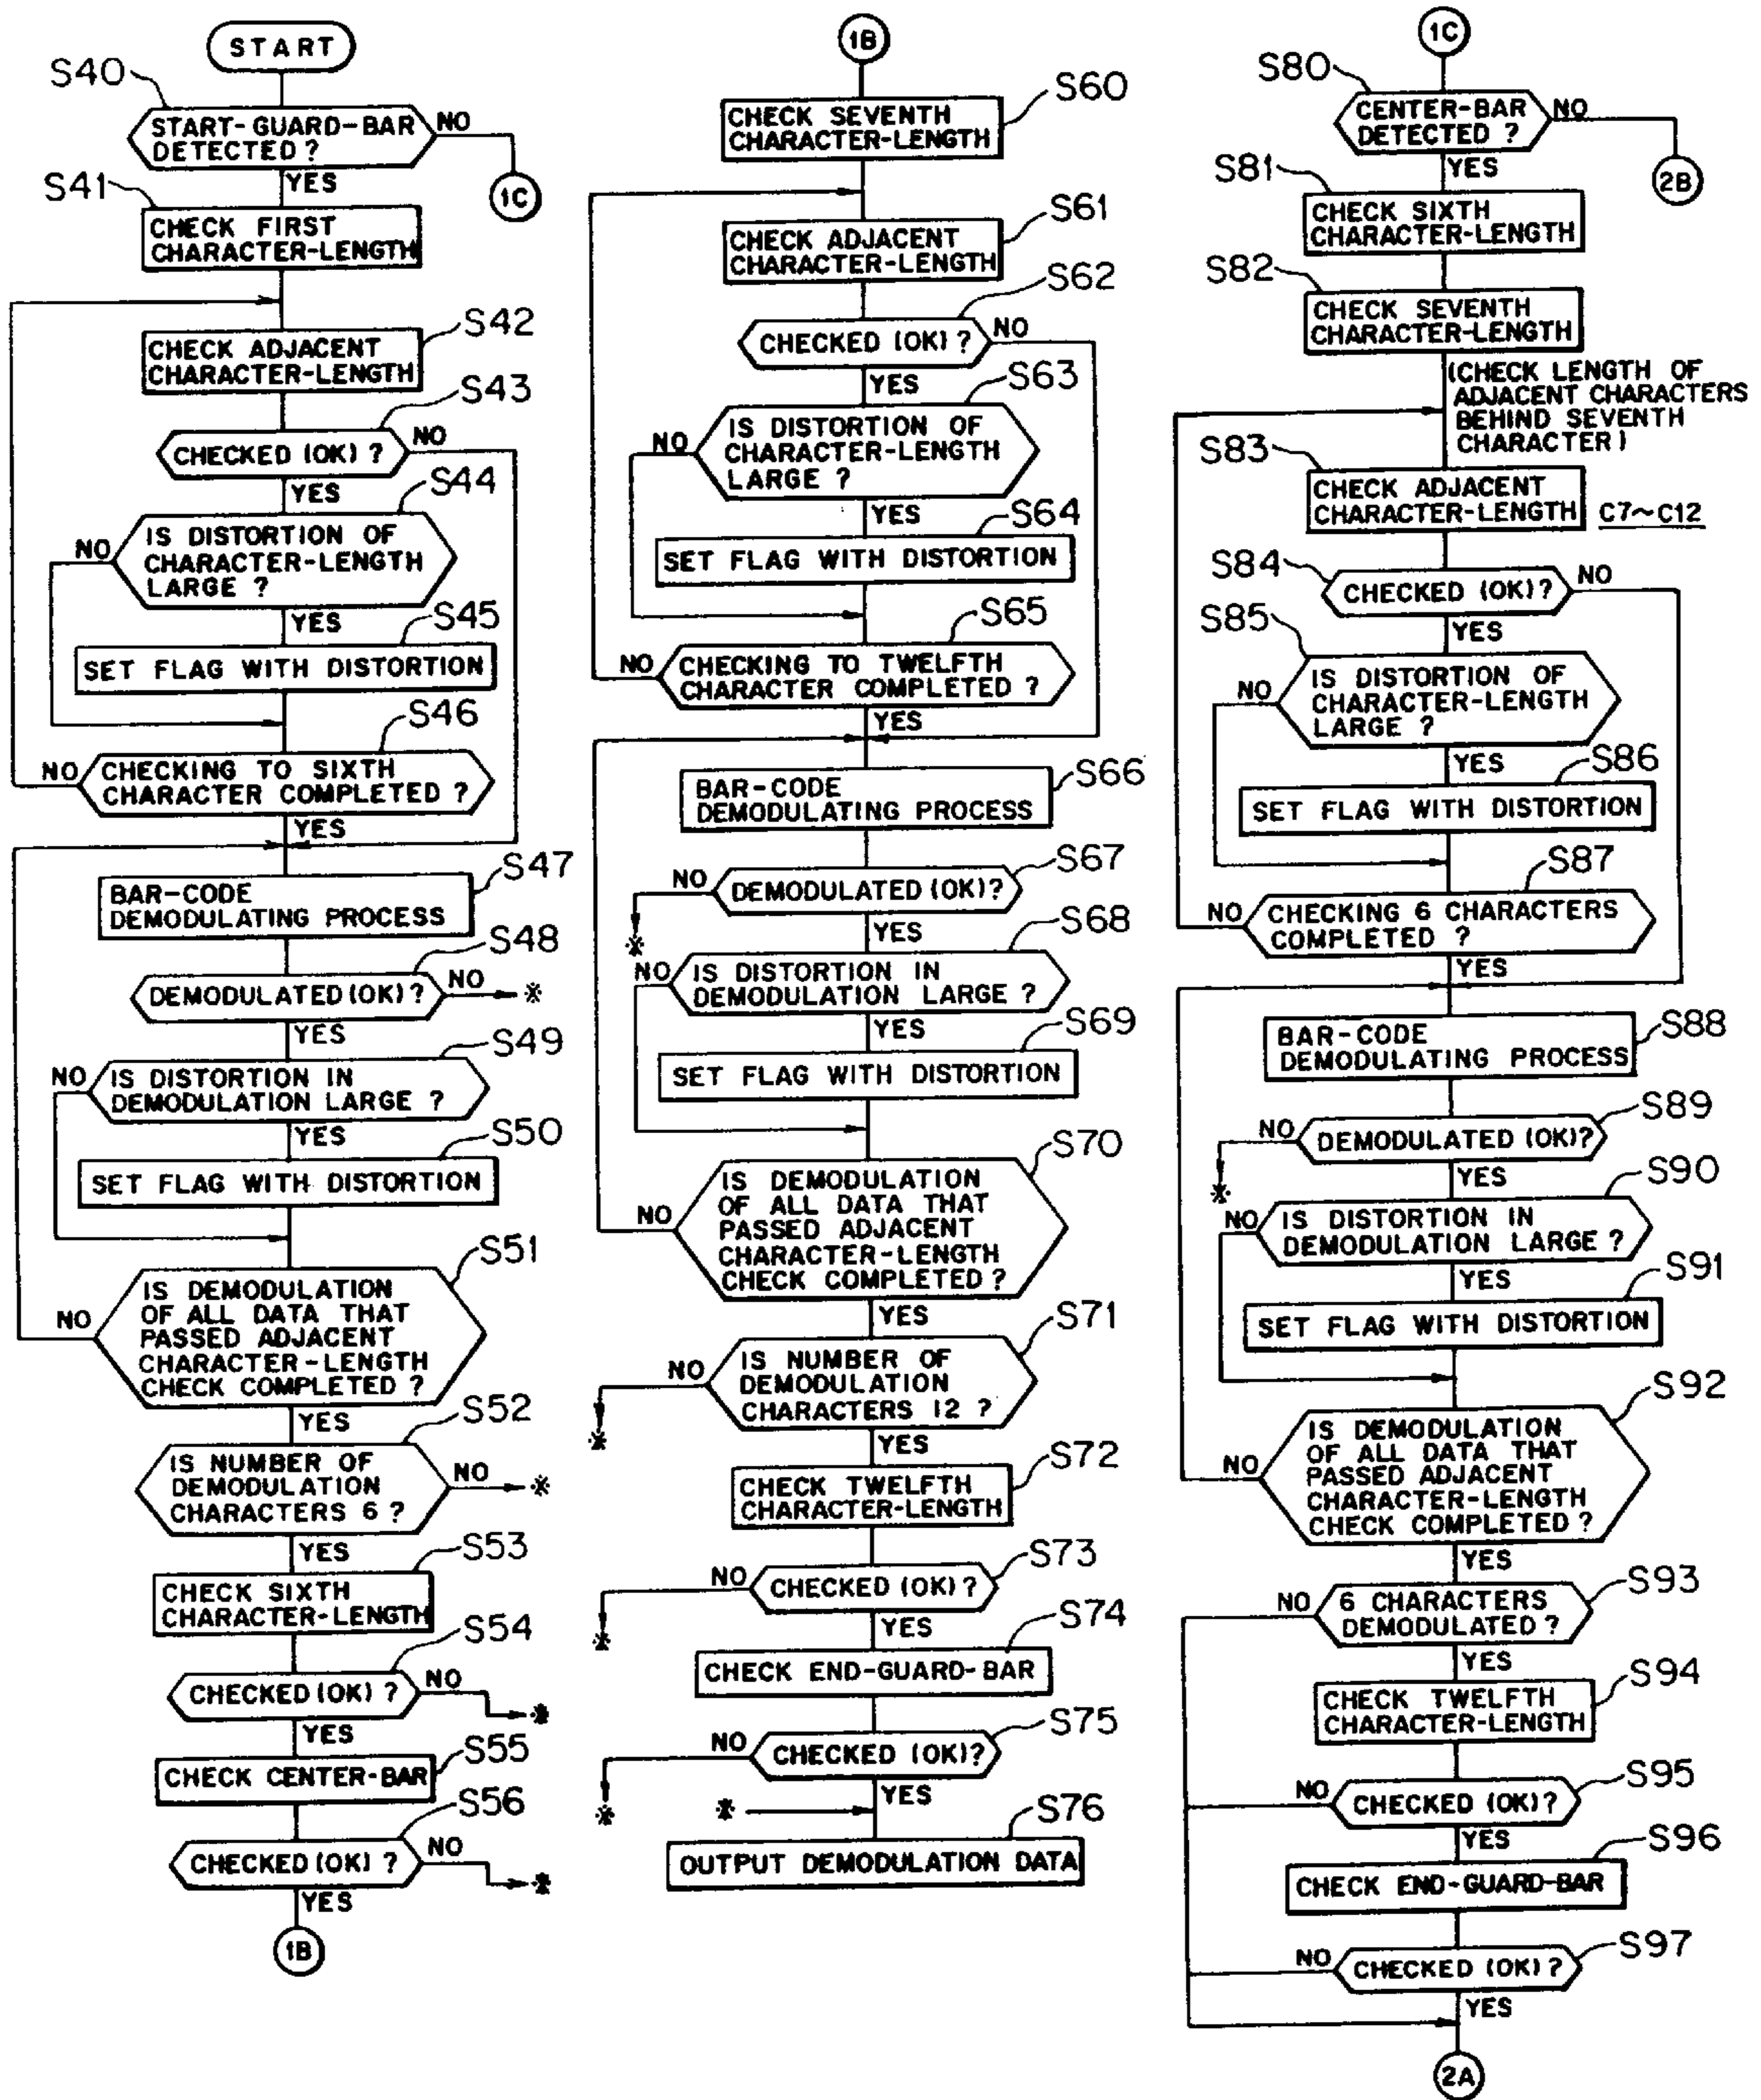 START
S40
START-GUARD-BAR
DETECTED ?
NO
1C
YES
S41
CHECK FIRST
CHARACTER-LENGTH
S42
CHECK ADJACENT
CHARACTER-LENGTH
S43
CHECKED (OK) ?
NO
YES
S44
IS DISTORTION OF
CHARACTER-LENGTH
LARGE ?
NO
YES
S45
SET FLAG WITH DISTORTION
S46
NO
CHECKING TO SIXTH
CHARACTER COMPLETED ?
YES
S47
BAR-CODE
DEMODULATING PROCESS
S48
DEMODULATED (OK) ?
NO
※
YES
S49
NO
IS DISTORTION IN
DEMODULATION LARGE ?
YES
S50
SET FLAG WITH DISTORTION
S51
IS DEMODULATION
OF ALL DATA THAT
PASSED ADJACENT
CHARACTER-LENGTH
CHECK COMPLETED ?
NO
YES
S52
IS NUMBER OF
DEMODULATION
CHARACTERS 6 ?
NO
※
YES
S53
CHECK SIXTH
CHARACTER-LENGTH
S54
CHECKED (OK) ?
NO
※
YES
S55
CHECK CENTER-BAR
S56
CHECKED (OK) ?
NO
※
YES
1B
1B
S60
CHECK SEVENTH
CHARACTER-LENGTH
S61
CHECK ADJACENT
CHARACTER-LENGTH
S62
CHECKED (OK) ?
NO
YES
S63
IS DISTORTION OF
CHARACTER-LENGTH
LARGE ?
NO
YES
S64
SET FLAG WITH DISTORTION
S65
NO
CHECKING TO TWELFTH
CHARACTER COMPLETED ?
YES
S66
BAR-CODE
DEMODULATING PROCESS
S67
NO
DEMODULATED (OK) ?
※
YES
S68
NO
IS DISTORTION IN
DEMODULATION LARGE ?
YES
S69
SET FLAG WITH DISTORTION
S70
IS DEMODULATION
OF ALL DATA THAT
PASSED ADJACENT
CHARACTER-LENGTH
CHECK COMPLETED ?
NO
YES
S71
IS NUMBER OF
DEMODULATION
CHARACTERS 12 ?
NO
※
YES
S72
CHECK TWELFTH
CHARACTER-LENGTH
S73
NO
CHECKED (OK) ?
※
YES
S74
CHECK END-GUARD-BAR
S75
NO
CHECKED (OK) ?
※
YES
※
S76
OUTPUT DEMODULATION DATA
1C
S80
CENTER-BAR
DETECTED ?
NO
2B
YES
S81
CHECK SIXTH
CHARACTER-LENGTH
S82
CHECK SEVENTH
CHARACTER-LENGTH
(CHECK LENGTH OF
ADJACENT CHARACTERS
BEHIND SEVENTH
CHARACTER)
S83
CHECK ADJACENT
CHARACTER-LENGTH
C7~C12
S84
CHECKED (OK) ?
NO
YES
S85
IS DISTORTION OF
CHARACTER-LENGTH
LARGE ?
NO
YES
S86
SET FLAG WITH DISTORTION
S87
NO
CHECKING 6 CHARACTERS
COMPLETED ?
YES
S88
BAR-CODE
DEMODULATING PROCESS
S89
NO
DEMODULATED (OK) ?
※
YES
S90
NO
IS DISTORTION IN
DEMODULATION LARGE ?
YES
S91
SET FLAG WITH DISTORTION
S92
IS DEMODULATION
OF ALL DATA THAT
PASSED ADJACENT
CHARACTER-LENGTH
CHECK COMPLETED ?
NO
YES
S93
NO
6 CHARACTERS
DEMODULATED ?
YES
S94
CHECK TWELFTH
CHARACTER-LENGTH
S95
NO
CHECKED (OK) ?
YES
S96
CHECK END-GUARD-BAR
S97
NO
CHECKED (OK) ?
YES
2A